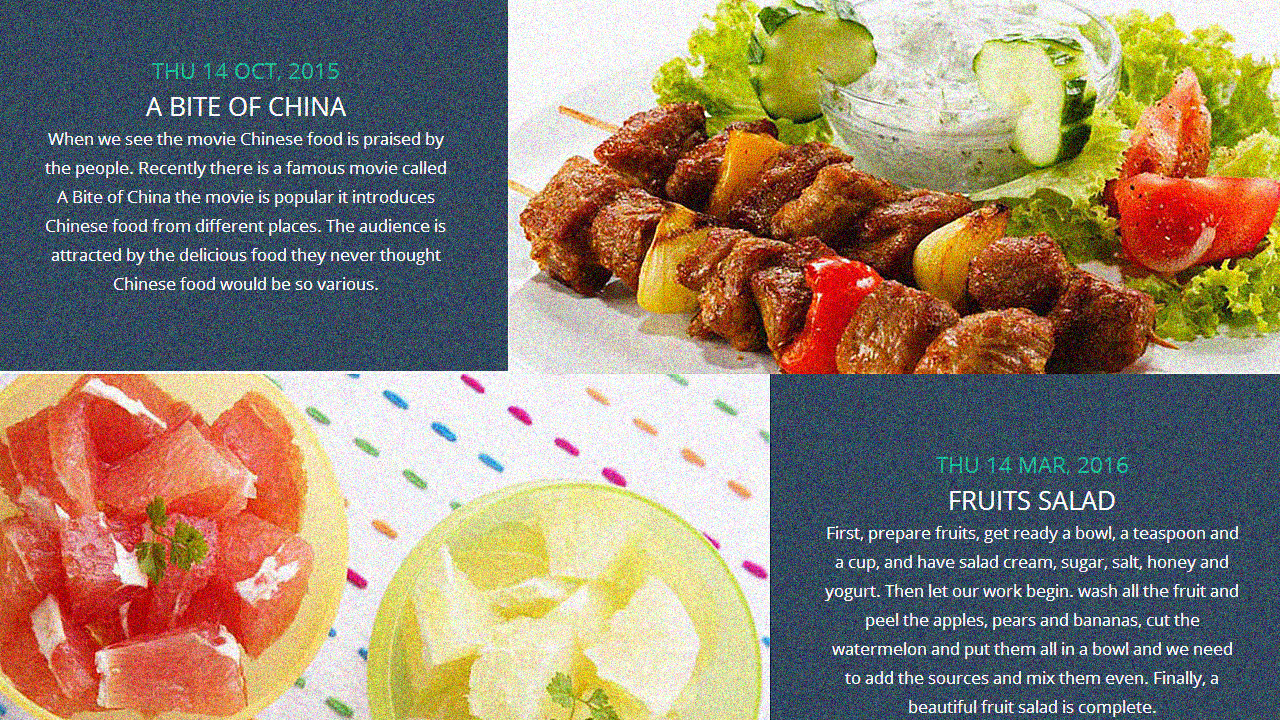 THU 14 OCT, 2015
A BITE OF CHINA
When we see the movie Chinese food is praised by
the people. Recently there is a famous movie called
A Bite of China the movie is popular it introduces
Chinese food from different places. The audience is
attracted by the delicious food they never thought
Chinese food would be so various.
THU 14 MAR, 2016
FRUITS SALAD
First, prepare fruits, get ready a bowl, a teaspoon and
a cup, and have salad cream, sugar, salt, honey and
yogurt. Then let our work begin. wash all the fruit and
peel the apples, pears and bananas, cut the
watermelon and put them all in a bowl and we need
to add the sources and mix them even. Finally, a
beautiful fruit salad is complete.